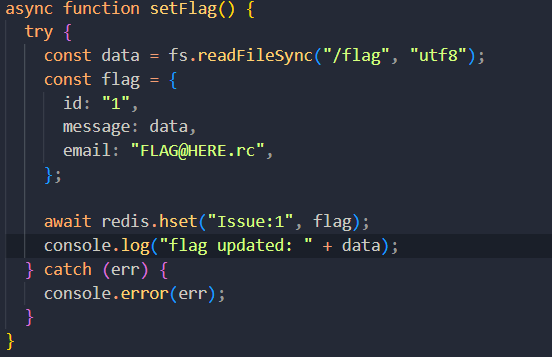 async function setFlag() {
  try {
    const data = fs.readFileSync("/flag", "utf8");
    const flag = {
      id: "1",
      message: data,
      email: "FLAG@HERE.rc",
    };

    await redis.hset("Issue:1", flag);
    console.log("flag updated: " + data);
  } catch (err) {
    console.error(err);
  }
}